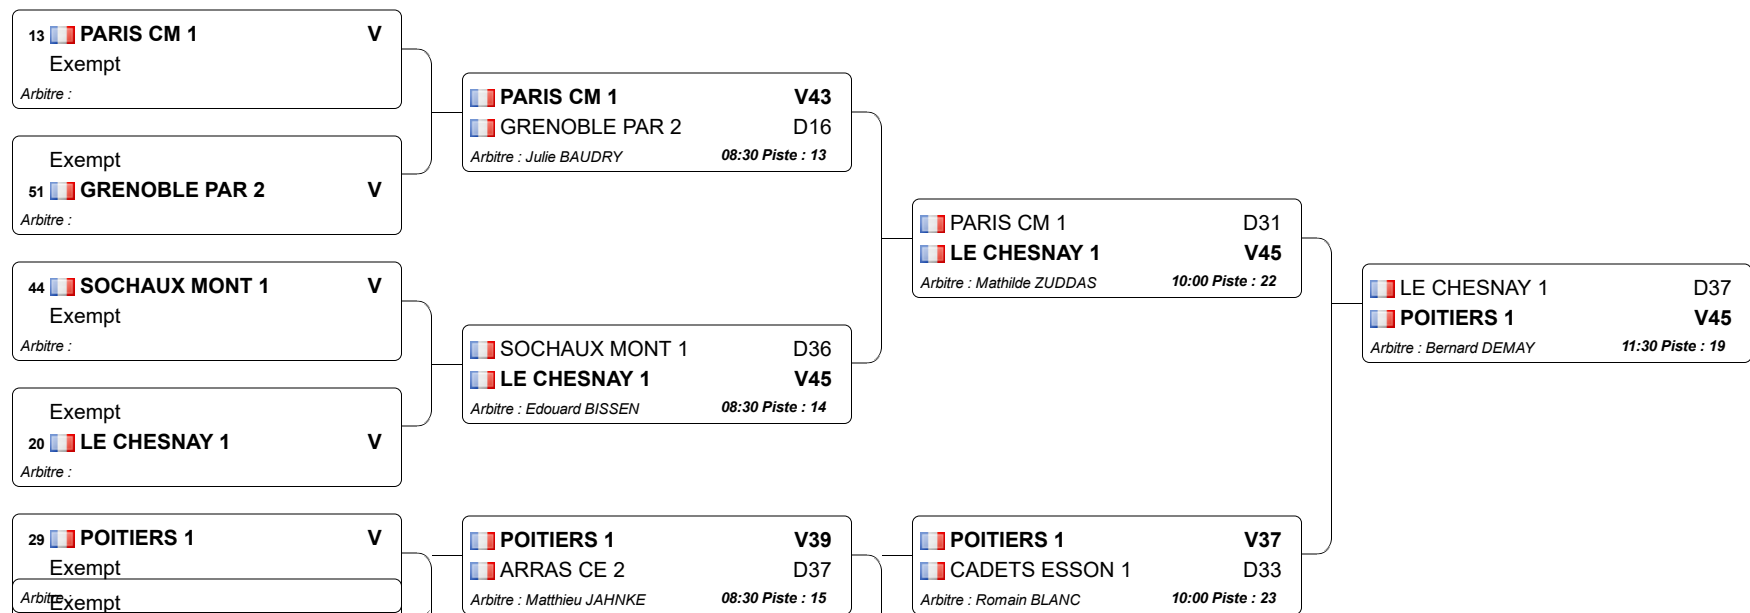 13 PARIS CM 1 V
Exempt
Arbitre :
Exempt
51 GRENOBLE PAR 2 V
Arbitre :
44 SOCHAUX MONT 1 V
Exempt
Arbitre :
Exempt
20 LE CHESNAY 1 V
Arbitre :
29 POITIERS 1 V
Exempt
Arbitre :
Exempt
PARIS CM 1 V43
GRENOBLE PAR 2 D16
Arbitre : Julie BAUDRY 08:30 Piste : 13
SOCHAUX MONT 1 D36
LE CHESNAY 1 V45
Arbitre : Edouard BISSEN 08:30 Piste : 14
POITIERS 1 V39
ARRAS CE 2 D37
Arbitre : Matthieu JAHNKE 08:30 Piste : 15
PARIS CM 1 D31
LE CHESNAY 1 V45
Arbitre : Mathilde ZUDDAS 10:00 Piste : 22
POITIERS 1 V37
CADETS ESSON 1 D33
Arbitre : Romain BLANC 10:00 Piste : 23
LE CHESNAY 1 D37
POITIERS 1 V45
Arbitre : Bernard DEMAY 11:30 Piste : 19